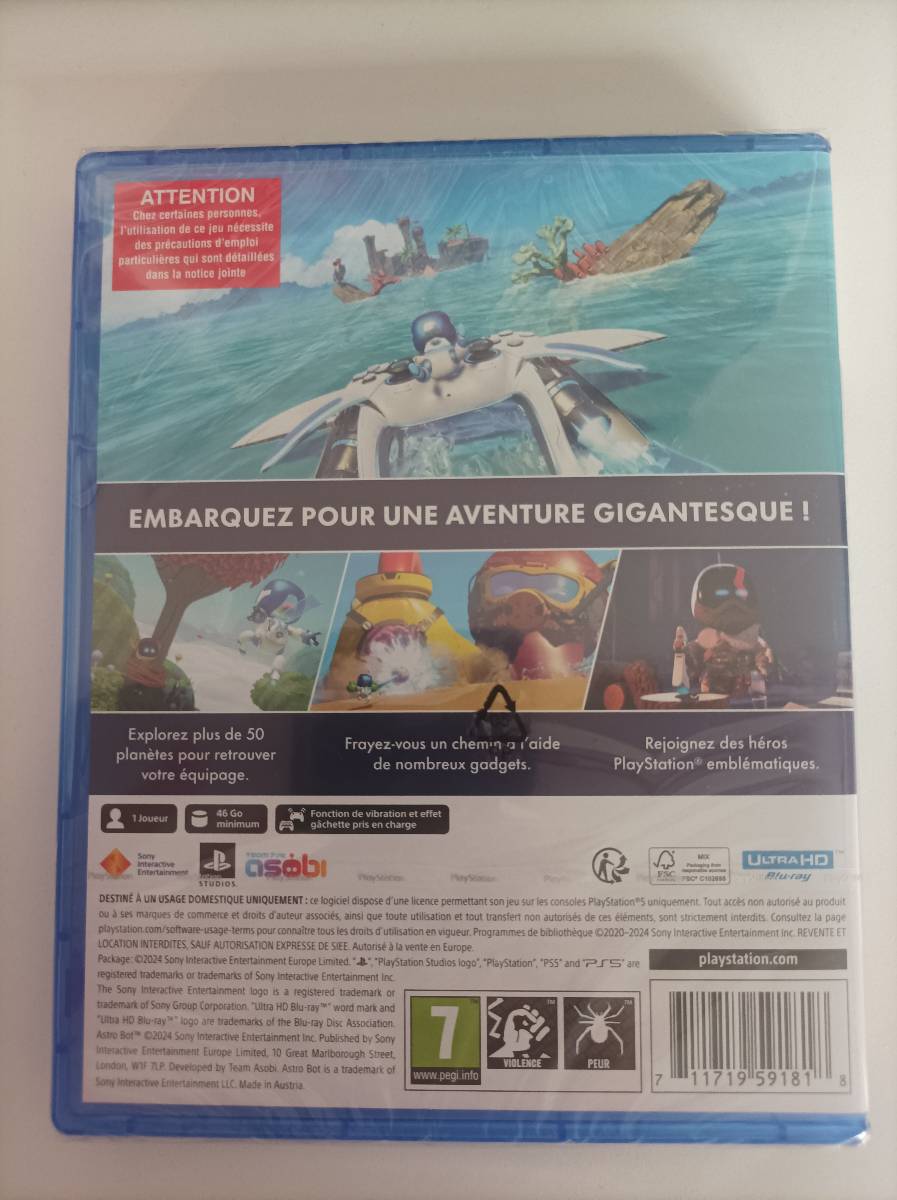 ATTENTION
Chez certaines personnes,
l'utilisation de ce jeu nécessite
des précautions d'emploi
particulières qui sont détaillées
dans la notice jointe
EMBARQUEZ POUR UNE AVENTURE GIGANTESQUE !
Explorez plus de 50
planètes pour retrouver
votre équipage.
Frayez-vous un chemin à l'aide
de nombreux gadgets.
Rejoignez des héros
PlayStation® emblématiques.
1 Joueur
46 Go
minimum
Fonction de vibration et effet
gâchette pris en charge
Sony
Interactive
Entertainment
STUDIOS
TEAM
asobi
FSC
MIX
Packaging from
responsible sources
FSC® C102698
ULTRA HD™
Blu-ray
PlayStation PlayStation
DESTINÉ À UN USAGE DOMESTIQUE UNIQUEMENT : ce logiciel dispose d'une licence permettant son jeu sur les consoles PlayStation®5 uniquement. Tout accès non autorisé au produit
ou à ses marques de commerce et droits d'auteur associés, ainsi que toute utilisation et tout transfert non autorisés de ces éléments, sont strictement interdits. Consultez la page
playstation.com/software-usage-terms pour connaître tous les droits d'utilisation en vigueur. Programmes de bibliothèque ©2020–2024 Sony Interactive Entertainment Inc. REVENTE ET
LOCATION INTERDITES, SAUF AUTORISATION EXPRESSE DE SIEE. Autorisé à la vente en Europe.
Package: ©2024 Sony Interactive Entertainment Europe Limited. "PlayStation Studios logo", "PlayStation", "PS5" and "PS5" are
registered trademarks or trademarks of Sony Interactive Entertainment Inc.
The Sony Interactive Entertainment logo is a registered trademark or
trademark of Sony Group Corporation. "Ultra HD Blu-ray™" word mark and
"Ultra HD Blu-ray™" logo are trademarks of the Blu-ray Disc Association.
Astro Bot™ ©2024 Sony Interactive Entertainment Inc. Published by Sony
Interactive Entertainment Europe Limited, 10 Great Marlborough Street,
London, W1F 7LP. Developed by Team Asobi. Astro Bot is a trademark of
Sony Interactive Entertainment LLC. Made in Austria.
playstation.com
7
www.pegi.info
VIOLENCE
PEUR
7 11719 59181 8